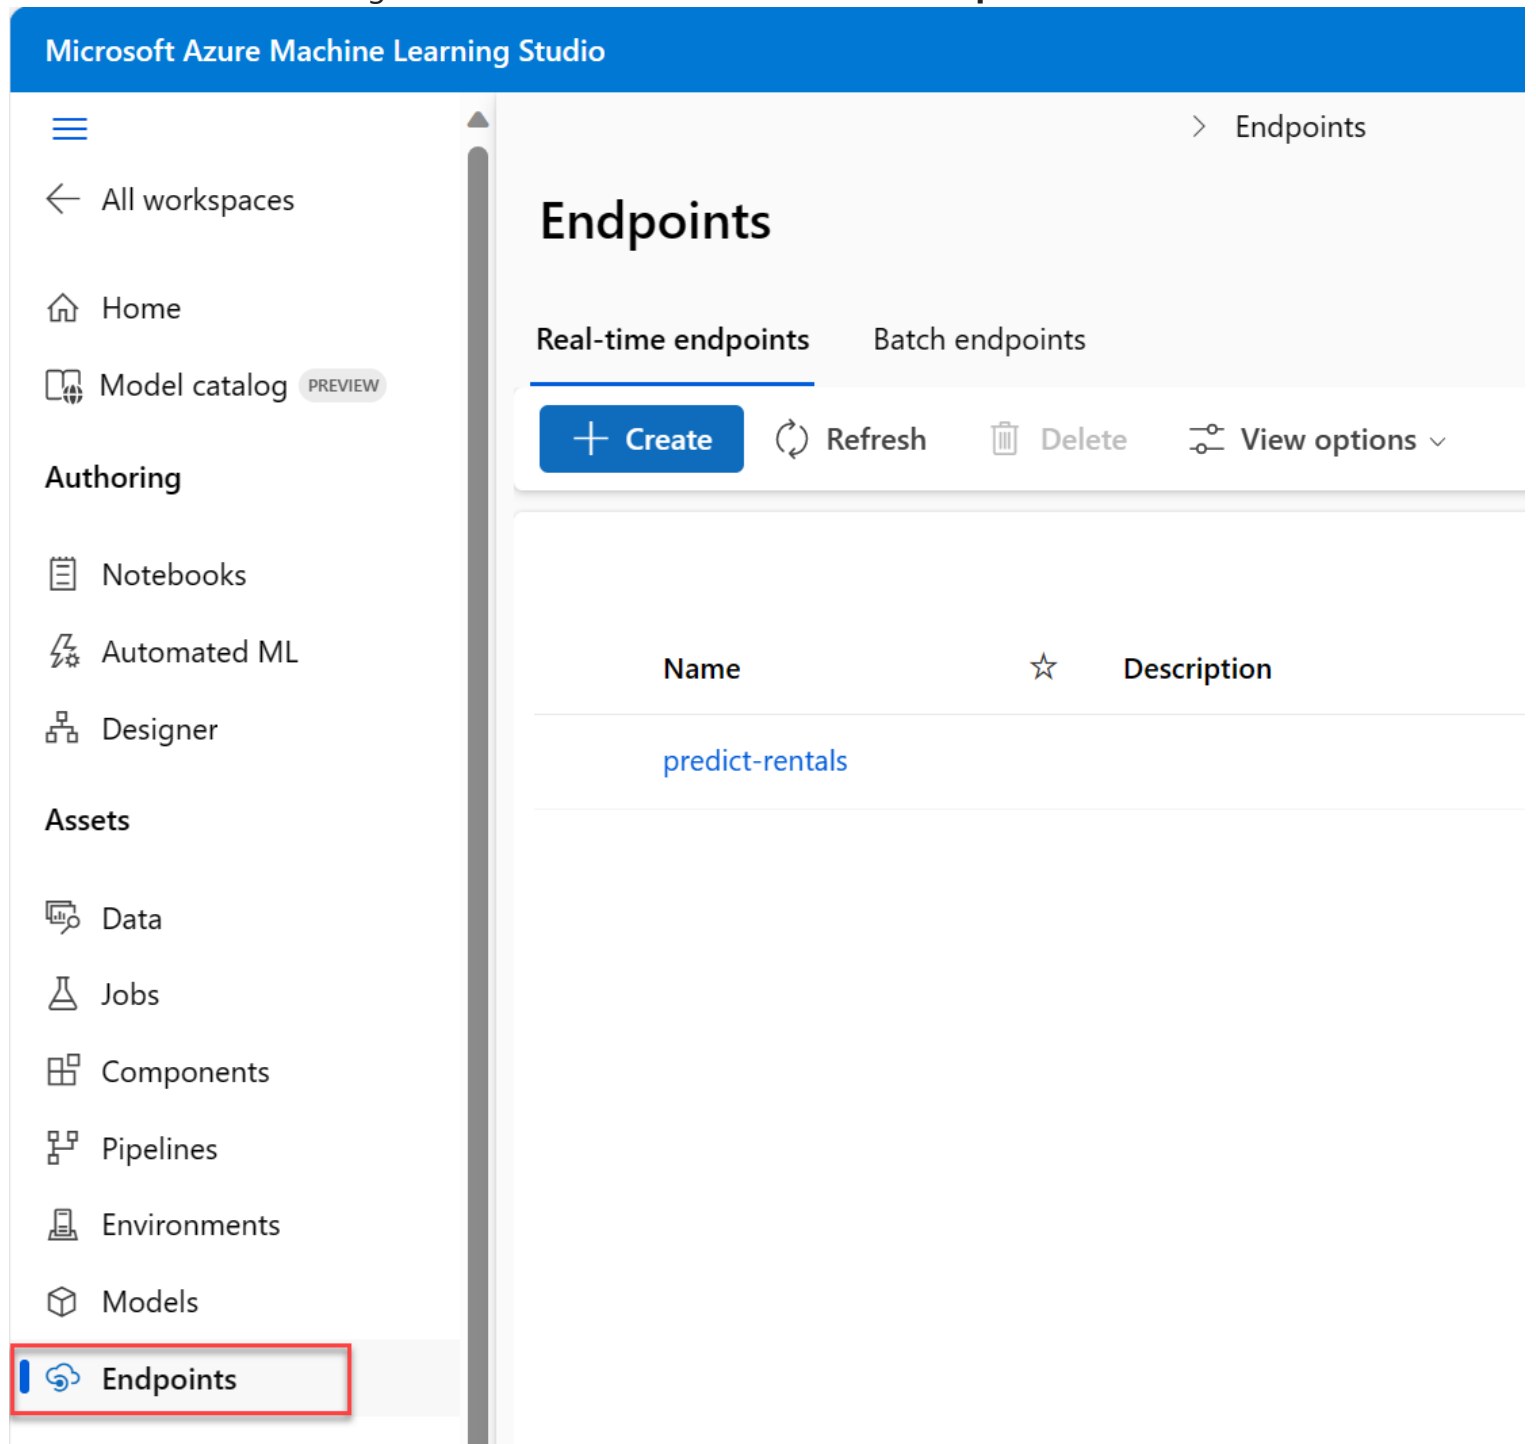 Microsoft Azure Machine Learning Studio
All workspaces
Home
Model catalog PREVIEW
Authoring
Notebooks
Automated ML
Designer
Assets
Data
Jobs
Components
Pipelines
Environments
Models
Endpoints
Endpoints
Endpoints
Real-time endpoints Batch endpoints
Create Refresh Delete View options
Name Description
predict-rentals